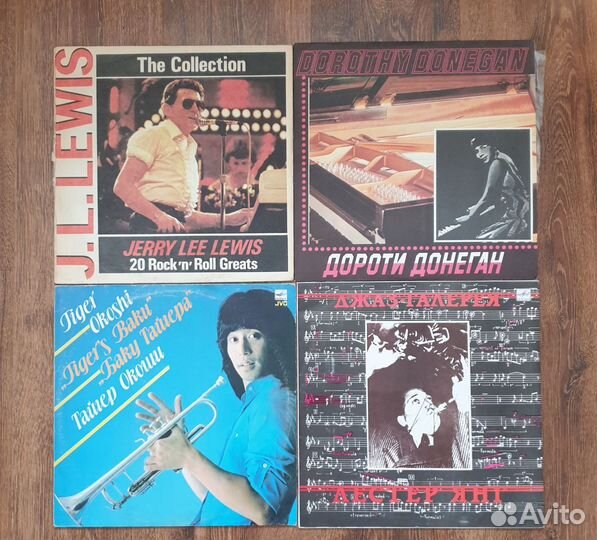 J.L. LEWIS
The Collection
JERRY LEE LEWIS
20 Rock'n'Roll Greats
DOROTHY DONEGAN
ДОРОТИ ДОНЕГАН
Tiger
Okoshi
„Tiger's Baku"
„Баку Тайгера"
Тайгер Окоши
JVC
ДЖАЗ-ГАЛЕРЕЯ
ЛЕСТЕР ЯНГ
Avito